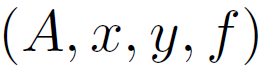 (A, x, y, f)